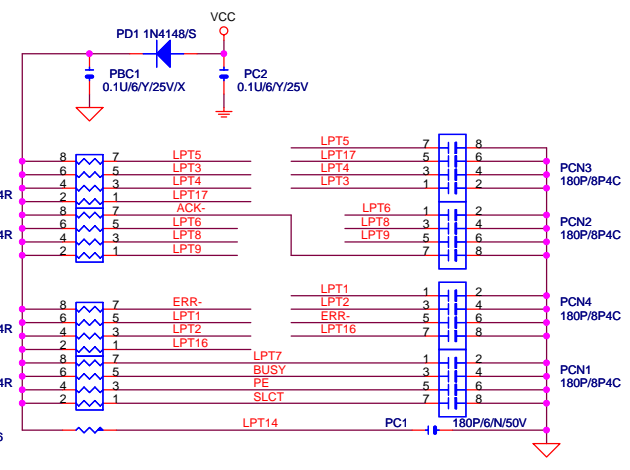 VCC
PD1 1N4148/S
PBC1
0.1U/6/Y/25V/X
PC2
0.1U/6/Y/25V
LPT5 7 8
8 7 LPT5 LPT17 5 6
6 5 LPT3 LPT4 3 4 PCN3
4 3 LPT4 LPT3 1 2 180P/8P4C
4R 2 1 LPT17
8 7 ACK- LPT6 1 2
6 5 LPT6 LPT8 3 4 PCN2
4R 4 3 LPT8 LPT9 5 6 180P/8P4C
2 1 LPT9 7 8
LPT1 1 2
8 7 ERR- LPT2 3 4 PCN4
6 5 LPT1 ERR- 5 6 180P/8P4C
4R 4 3 LPT2 LPT16 7 8
2 1 LPT16
8 7 LPT7 1 2
6 5 BUSY 3 4 PCN1
4R 4 3 PE 5 6 180P/8P4C
2 1 SLCT 7 8
LPT14 PC1 180P/6/N/50V
6